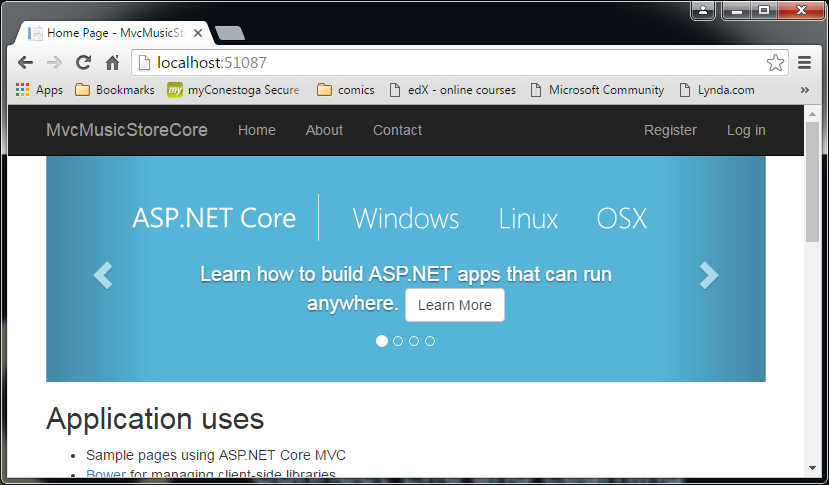 Home Page - MvcMusicSt
localhost:51087
Apps Bookmarks myConestoga Secure comics edX - online courses Microsoft Community Lynda.com »
MvcMusicStoreCore Home About Contact Register Log in
ASP.NET Core Windows Linux OSX
Learn how to build ASP.NET apps that can run
anywhere. Learn More
Application uses
• Sample pages using ASP.NET Core MVC
• Bower for managing client-side libraries